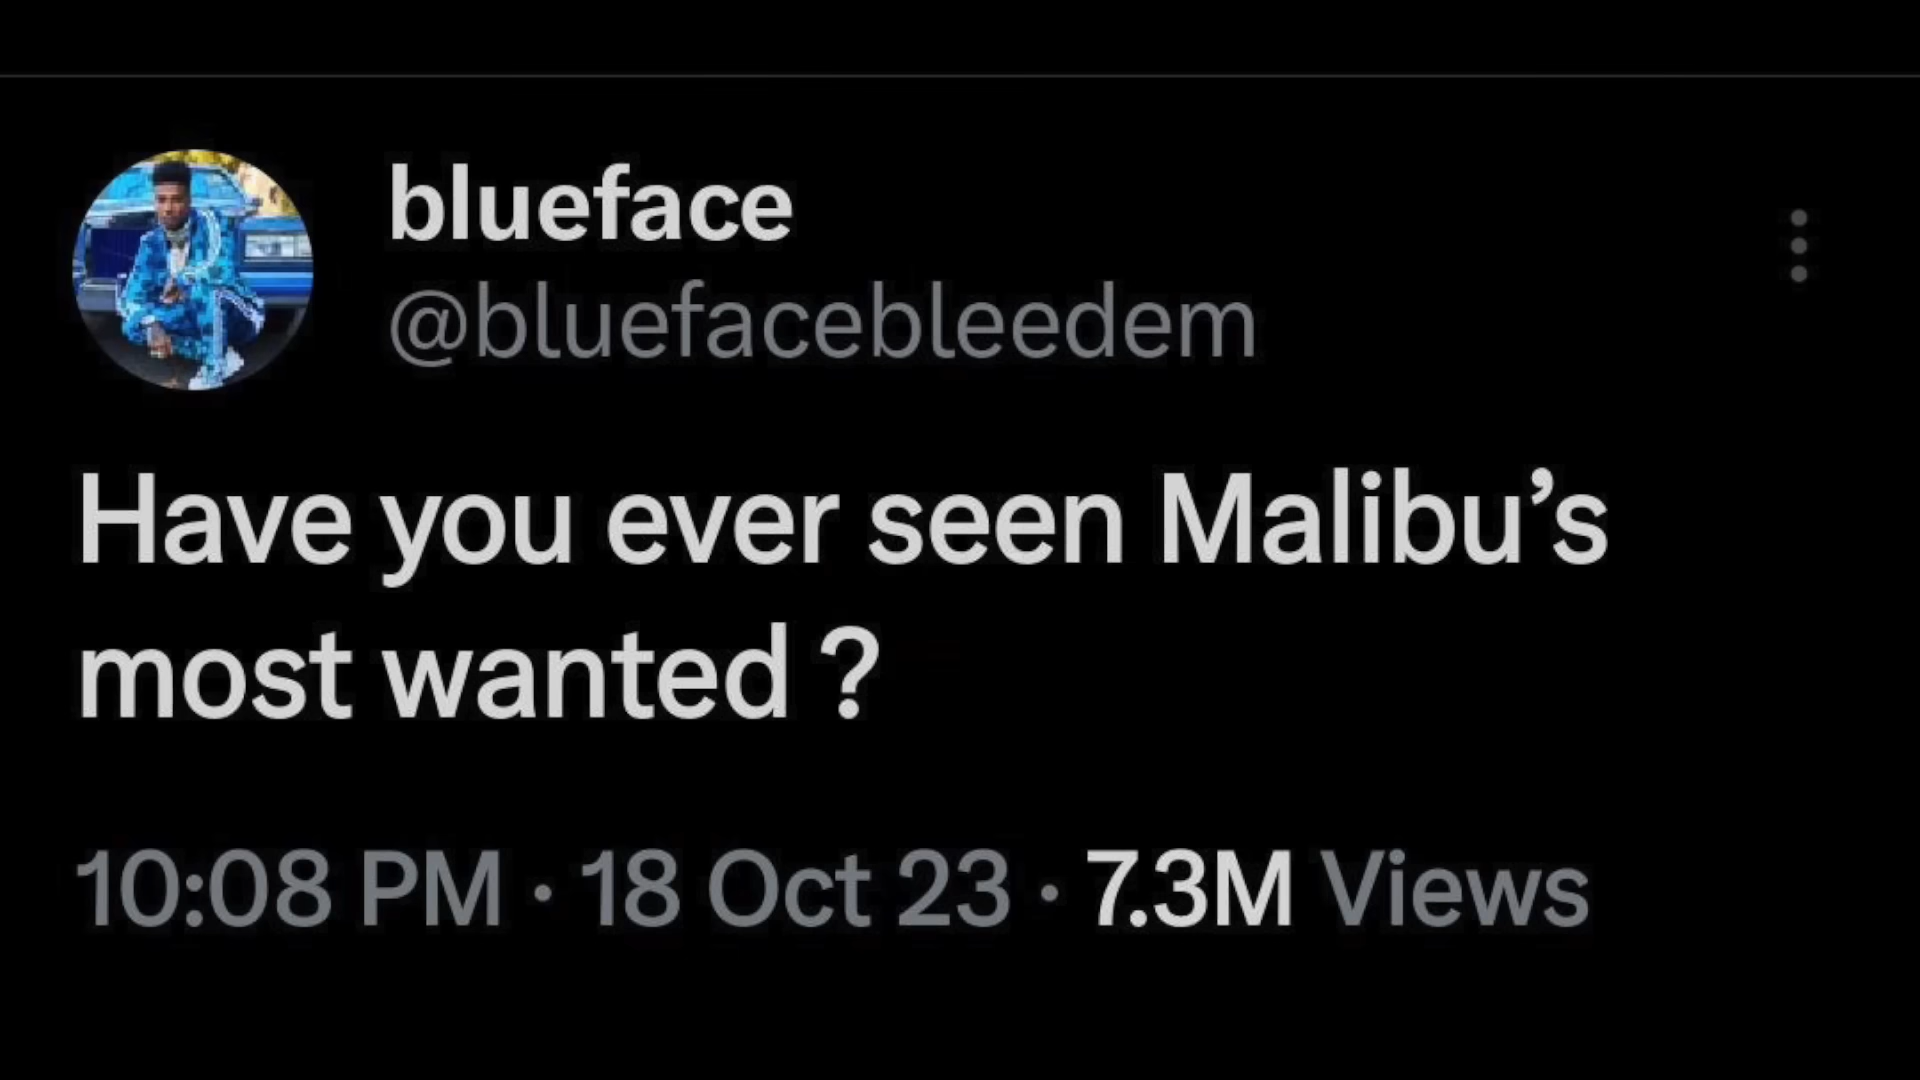 blueface
@bluefacebleedem
Have you ever seen Malibu’s
most wanted ?
10:08 PM · 18 Oct 23 · 7.3M Views